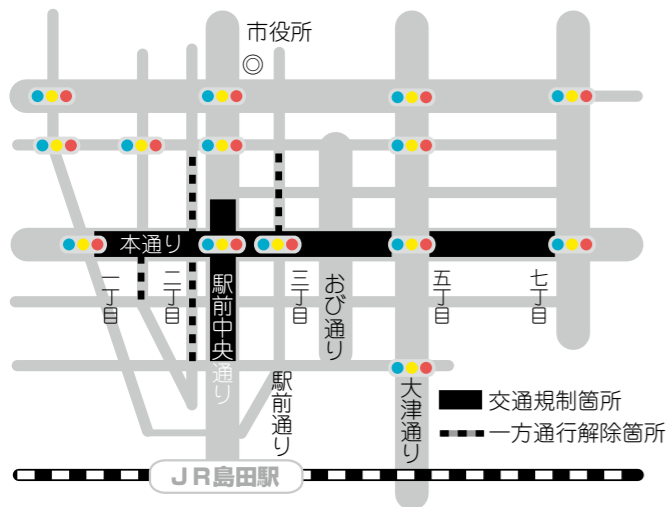 市役所
◎
本通り
一丁目
二丁目
駅前中央通り
三丁目
おび通り
五丁目
七丁目
駅前通り
大津通り
交通規制箇所
一方通行解除箇所
JR島田駅